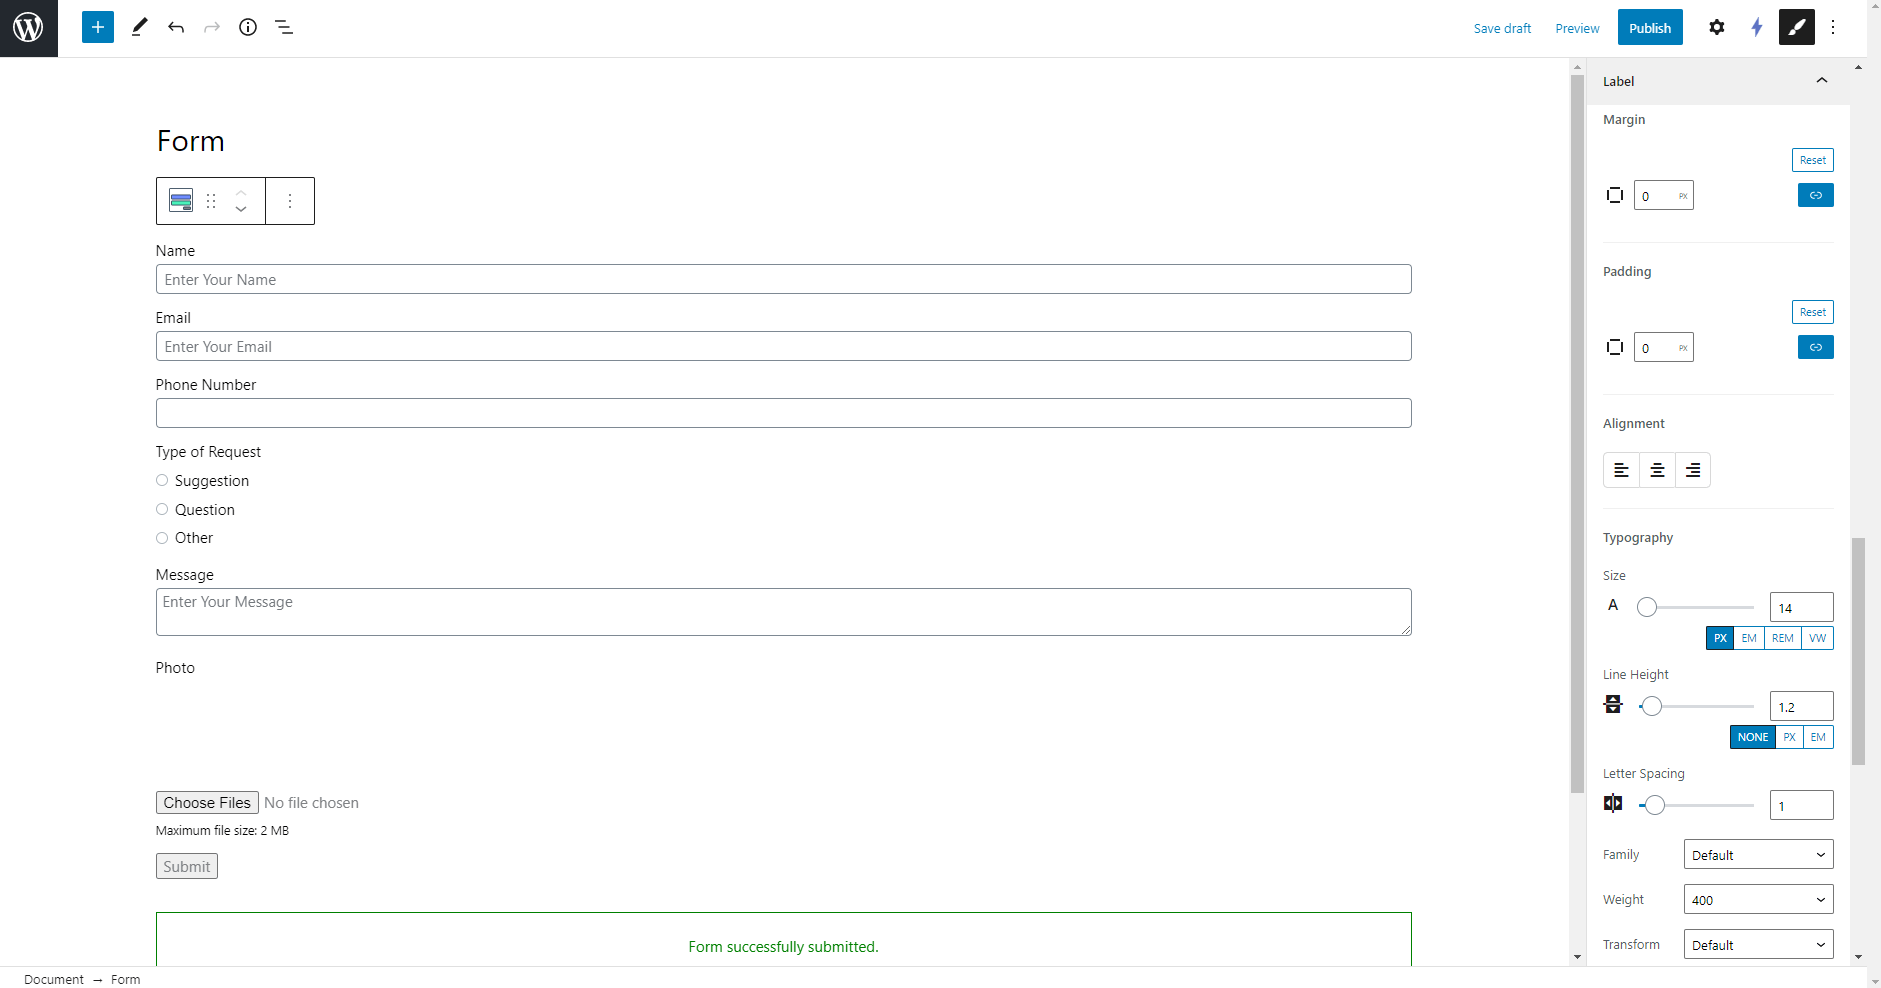 Save draft Preview Publish
Form
Name
Enter Your Name
Email
Enter Your Email
Phone Number
Type of Request
Suggestion
Question
Other
Message
Enter Your Message
Photo
Choose Files No file chosen
Maximum file size: 2 MB
Submit
Form successfully submitted.
Label
Margin
Reset
0 PX
Padding
Reset
0 PX
Alignment
Typography
Size
A 14
PX EM REM VW
Line Height
1.2
NONE PX EM
Letter Spacing
1
Family Default
Weight 400
Transform Default
Document → Form